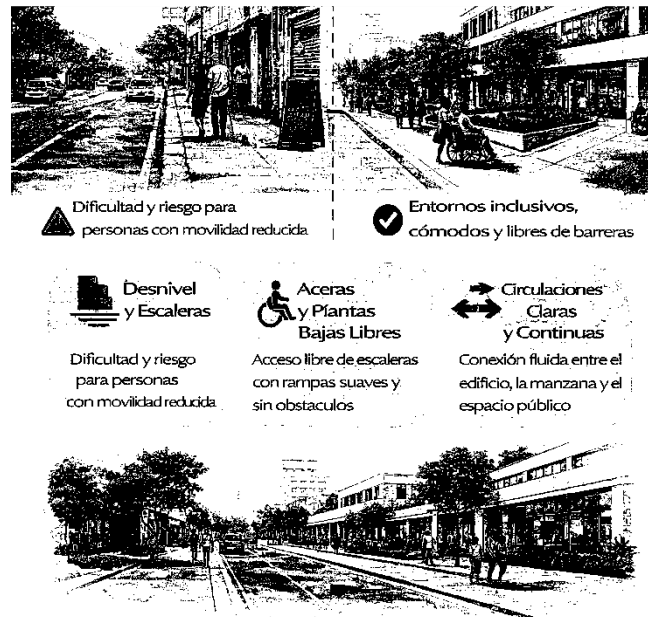 Dificultad y riesgo para
personas con movilidad reducida
Entornos inclusivos,
cómodos y libres de barreras
Desnivel
y Escaleras
Dificultad y riesgo
para personas
con movilidad reducida
Aceras
y Plantas
Bajas Libres
Acceso libre de escaleras
con rampas suaves y
sin obstaculos
Circulaciones
Claras
y Continuas
Conexión fluida entre el
edificio, la manzana y el
espacio público